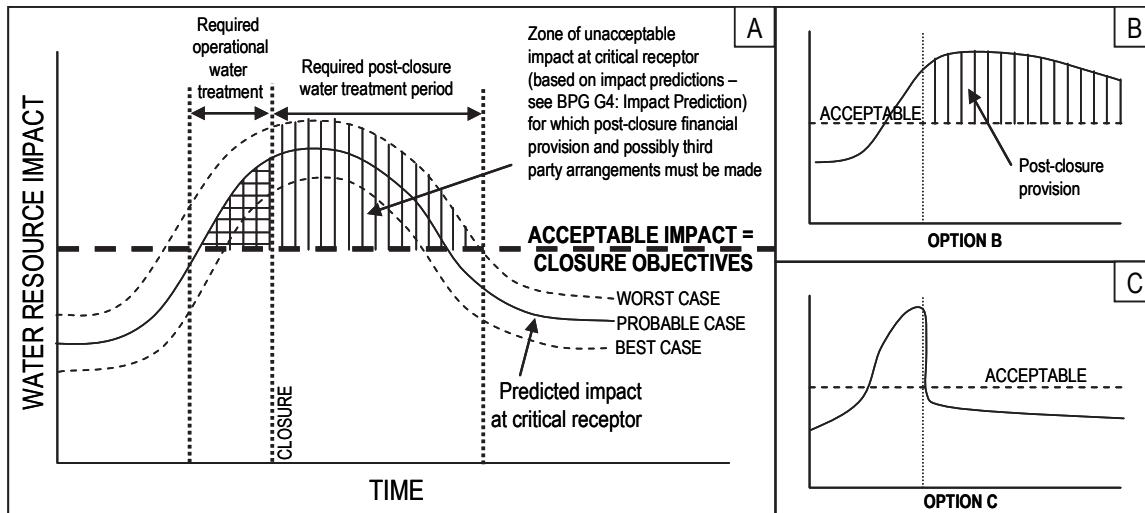 A
Required
operational
water
treatment
Required post-closure
water treatment period
Zone of unacceptable
impact at critical receptor
(based on impact predictions –
see BPG G4: Impact Prediction)
for which post-closure financial
provision and possibly third
party arrangements must be made
WATER RESOURCE IMPACT
ACCEPTABLE IMPACT =
CLOSURE OBJECTIVES
WORST CASE
PROBABLE CASE
BEST CASE
Predicted impact
at critical receptor
CLOSURE
TIME
B
ACCEPTABLE
Post-closure
provision
OPTION B
C
ACCEPTABLE
OPTION C